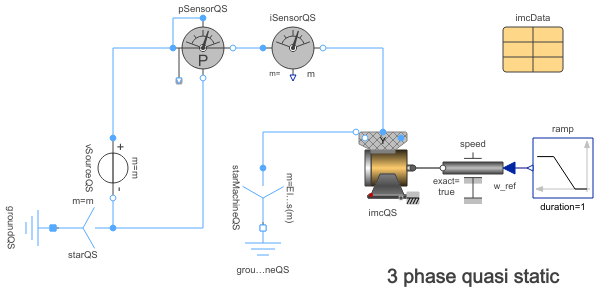 pSensorQS
iSensorQS
imcData
P
m=
m
+
vSourceQS
m=m
-
Y
speed
ramp
exact=
true
w_ref
duration=1
starMachineQS
m=El...s(m)
imcQS
m=m
groundQS
starQS
grou...neQS
3 phase quasi static